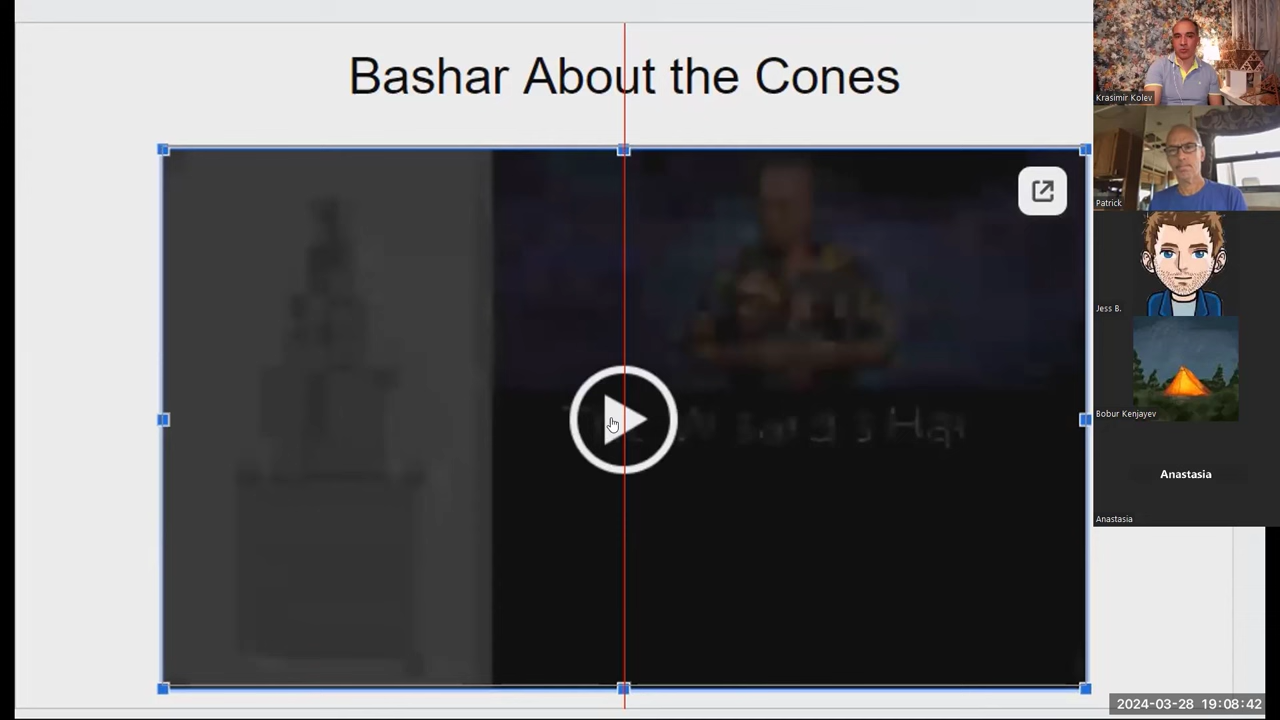 Bashar About the Cones
Krasimir Kolev
Patrick
Jess B.
Bobur Kenjayev
Anastasia
Anastasia
2024-03-28 19:08:42